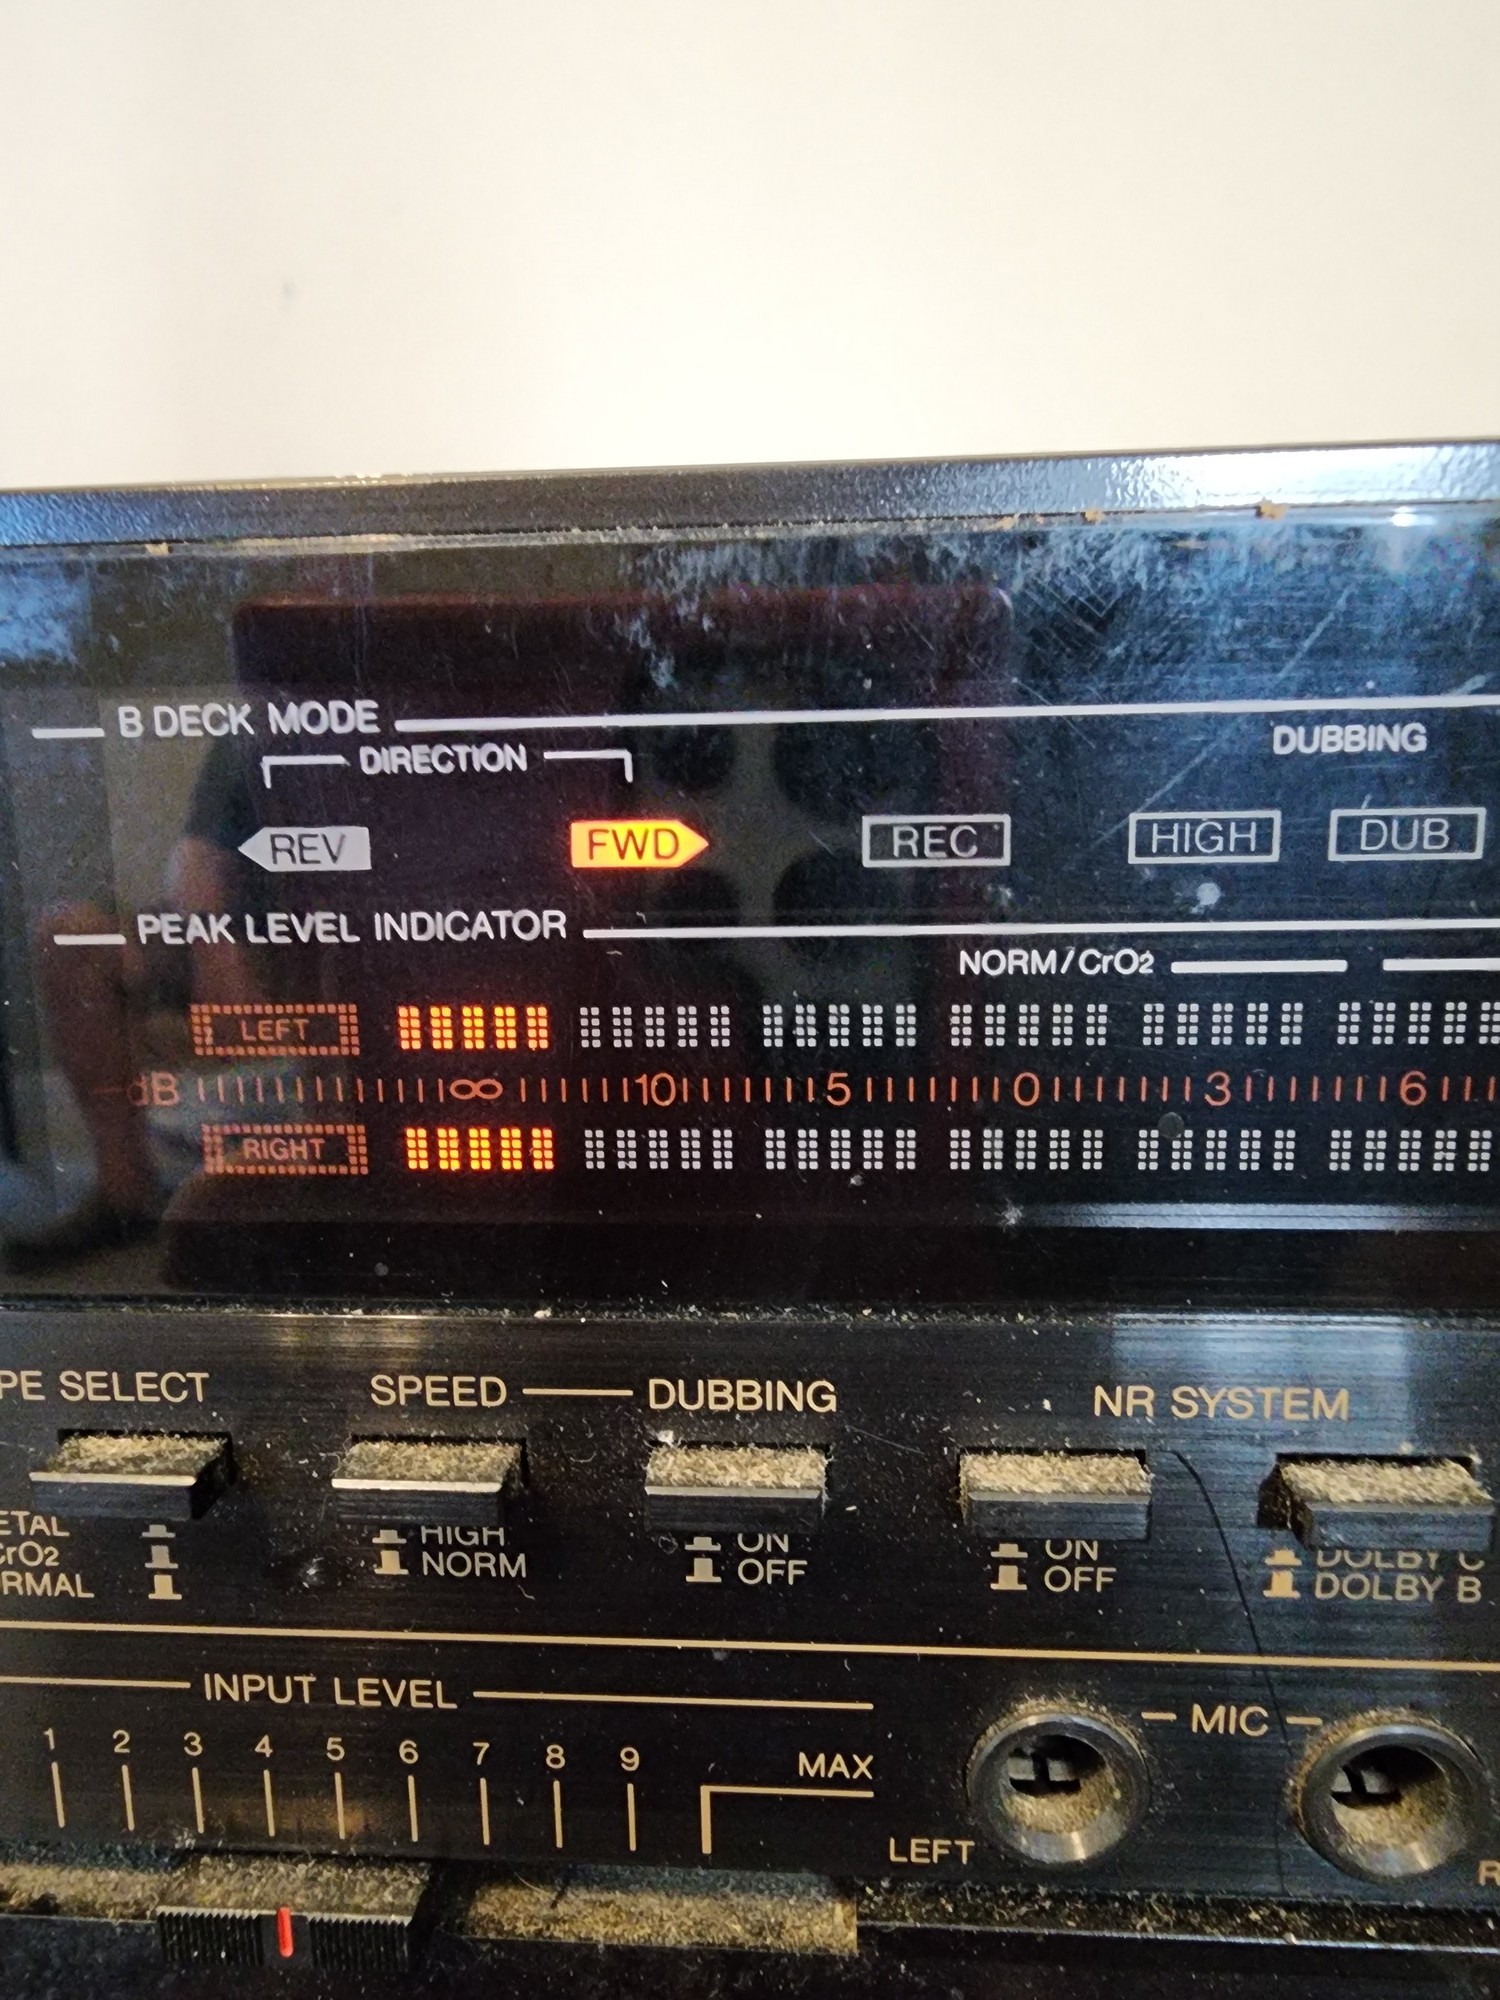 B DECK MODE
DIRECTION
DUBBING
REV FWD REC HIGH DUB
PEAK LEVEL INDICATOR
NORM/CrO2
LEFT
dB ∞ 10 5 0 3 6
RIGHT
PE SELECT SPEED DUBBING NR SYSTEM
ETAL HIGH ON ON DOLBY C
CrO2 NORM OFF OFF DOLBY B
RMAL
INPUT LEVEL
MIC
1 2 3 4 5 6 7 8 9 MAX
LEFT R